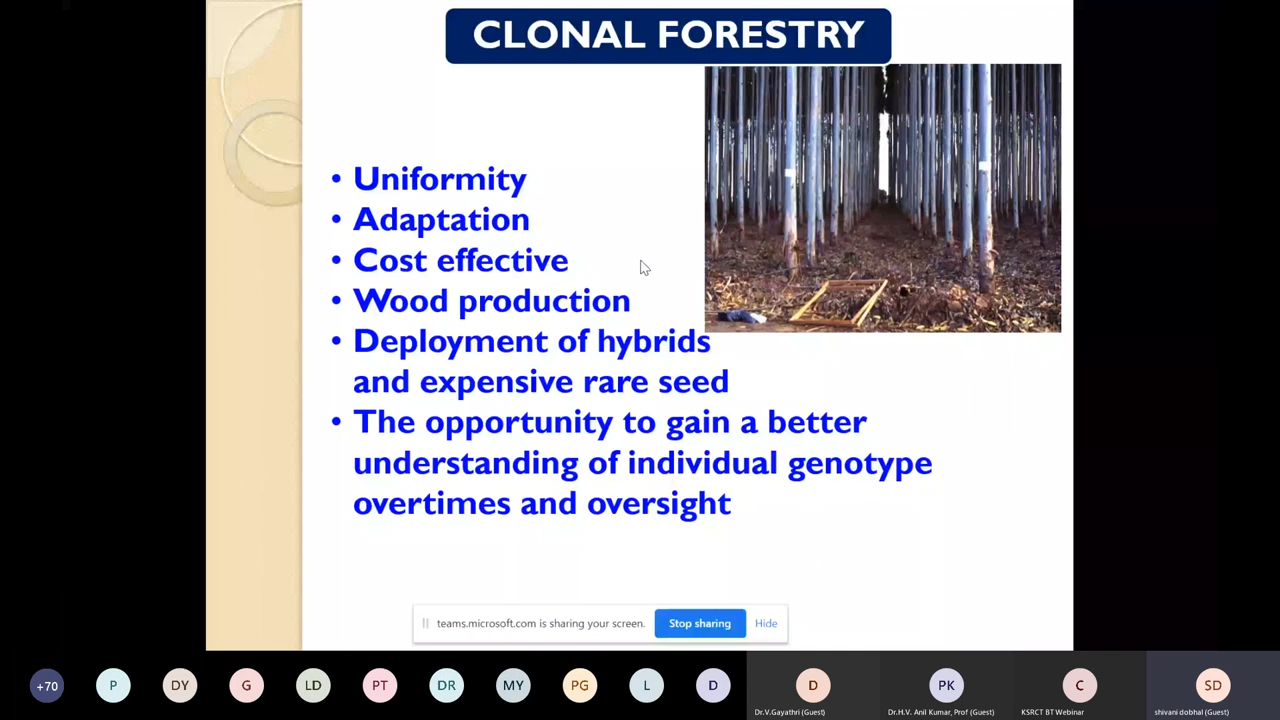 CLONAL FORESTRY
• Uniformity
• Adaptation
• Cost effective
• Wood production
• Deployment of hybrids
and expensive rare seed
• The opportunity to gain a better
understanding of individual genotype
overtimes and oversight
teams.microsoft.com is sharing your screen. Stop sharing Hide
+70 P DY G LD PT DR MY PG L D D PK C SD
Dr.V.Gayathri (Guest) Dr.H.V. Anil Kumar, Prof (Guest) KSRCT BT Webinar shivani dobhal (Guest)